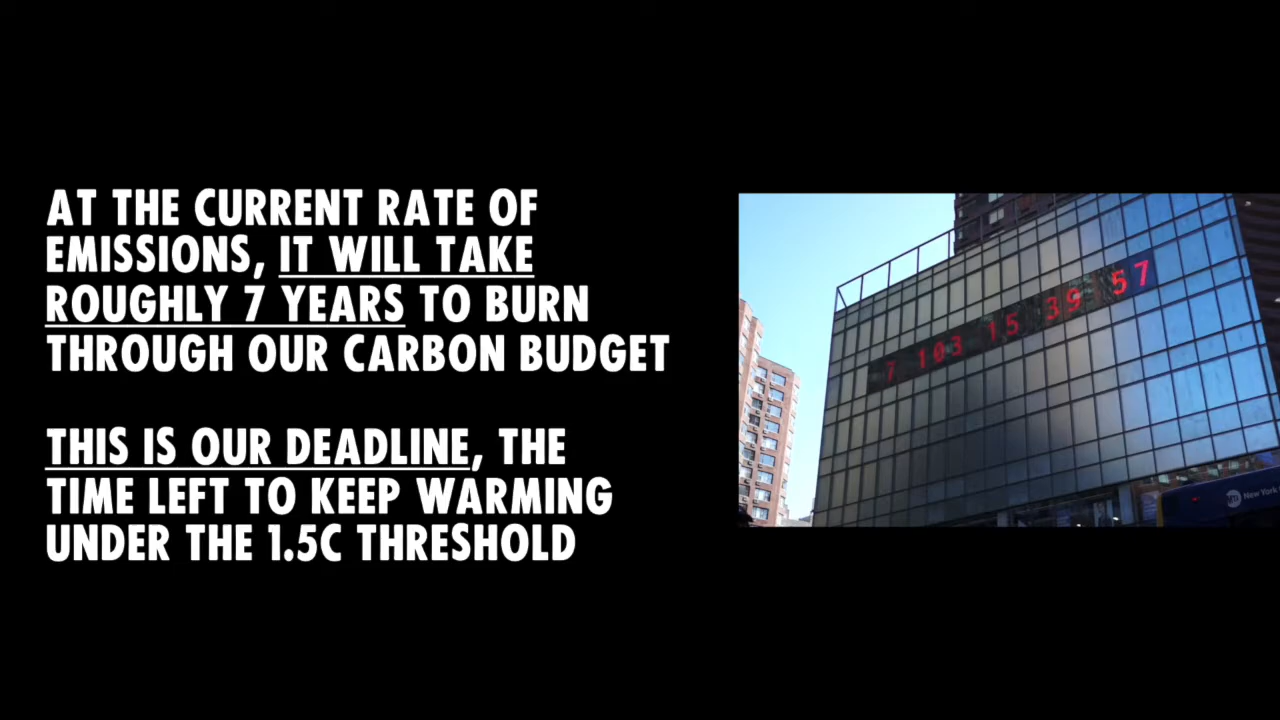 AT THE CURRENT RATE OF
EMISSIONS, IT WILL TAKE
ROUGHLY 7 YEARS TO BURN
THROUGH OUR CARBON BUDGET
THIS IS OUR DEADLINE, THE
TIME LEFT TO KEEP WARMING
UNDER THE 1.5C THRESHOLD
7 103 15 39 57
New York